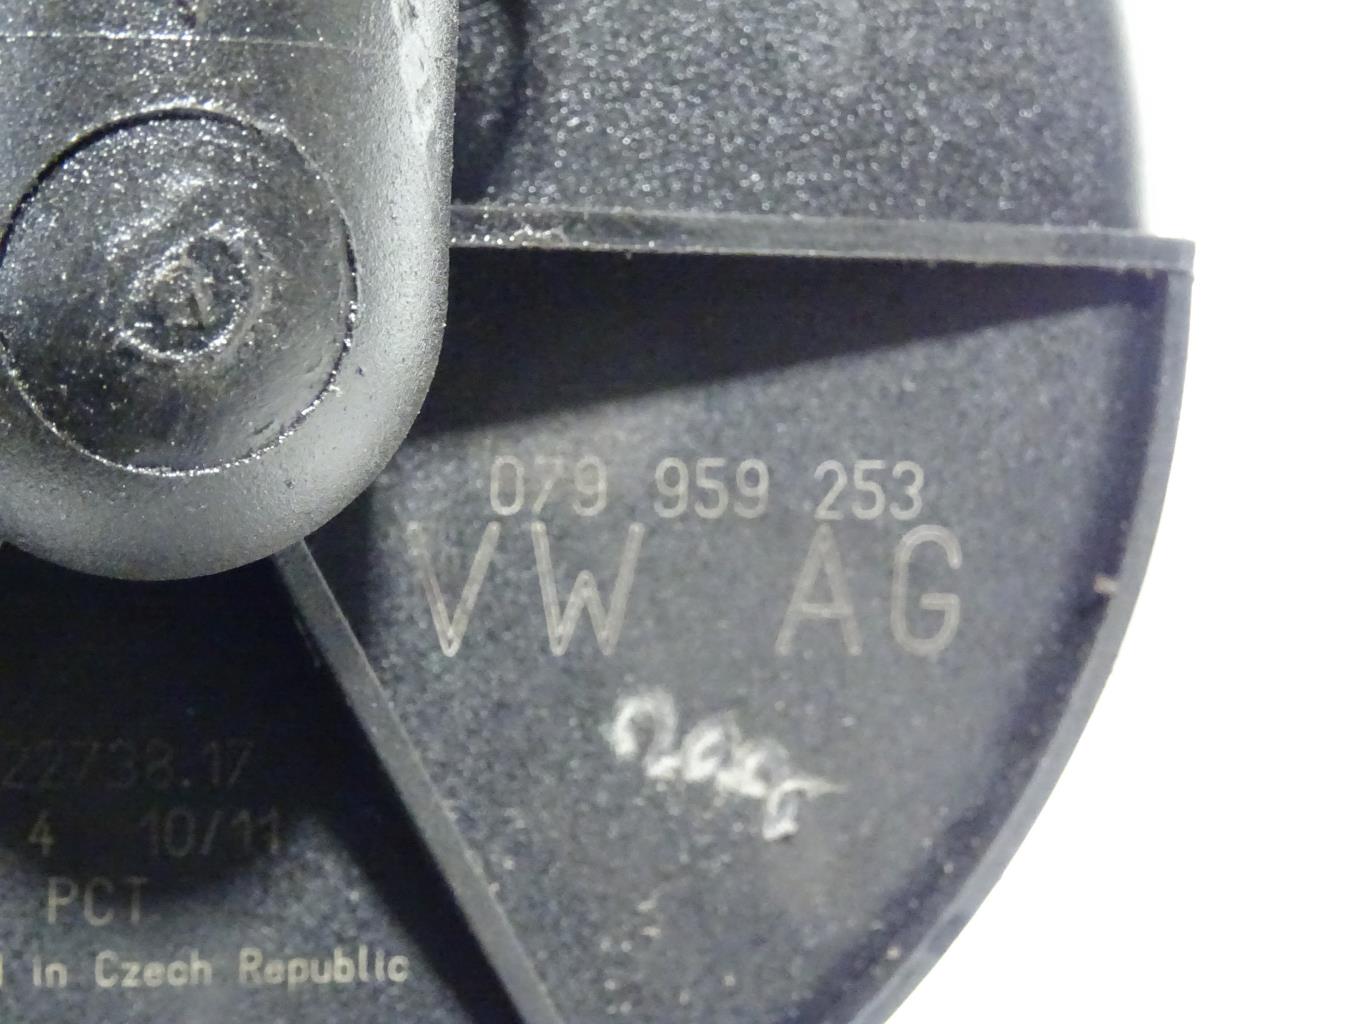 079 959 253
VW AG
22738.17
4 10/11
PCT
in Czech Republic